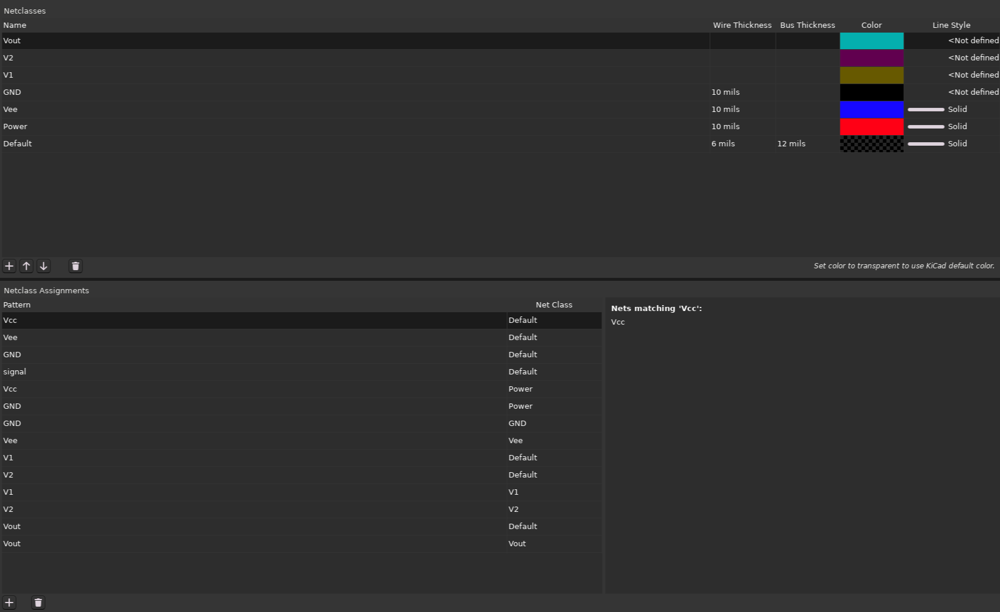 Netclasses
Name Wire Thickness Bus Thickness Color Line Style
Vout <Not defined
V2 <Not defined
V1 <Not defined
GND 10 mils <Not defined
Vee 10 mils Solid
Power 10 mils Solid
Default 6 mils 12 mils Solid
Set color to transparent to use KiCad default color.
Netclass Assignments
Pattern Net Class
Vcc Default
Vee Default
GND Default
signal Default
Vcc Power
GND Power
GND GND
Vee Vee
V1 Default
V2 Default
V1 V1
V2 V2
Vout Default
Vout Vout
Nets matching 'Vcc':
Vcc